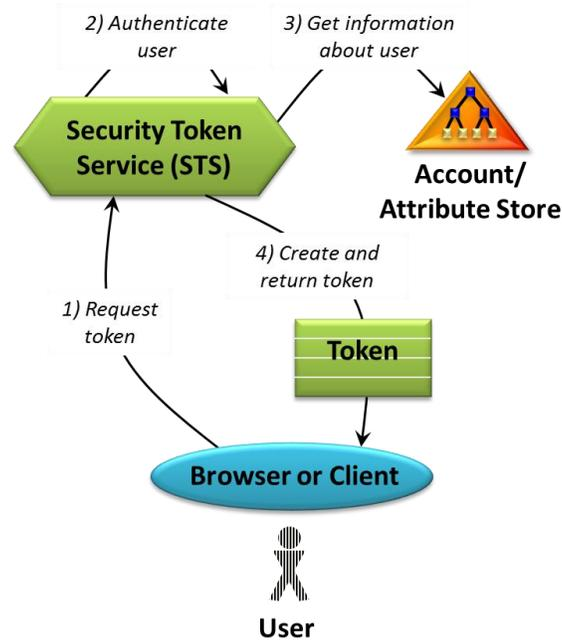 2) Authenticate
user
3) Get information
about user
Security Token
Service (STS)
Account/
Attribute Store
4) Create and
return token
1) Request
token
Token
Browser or Client
User